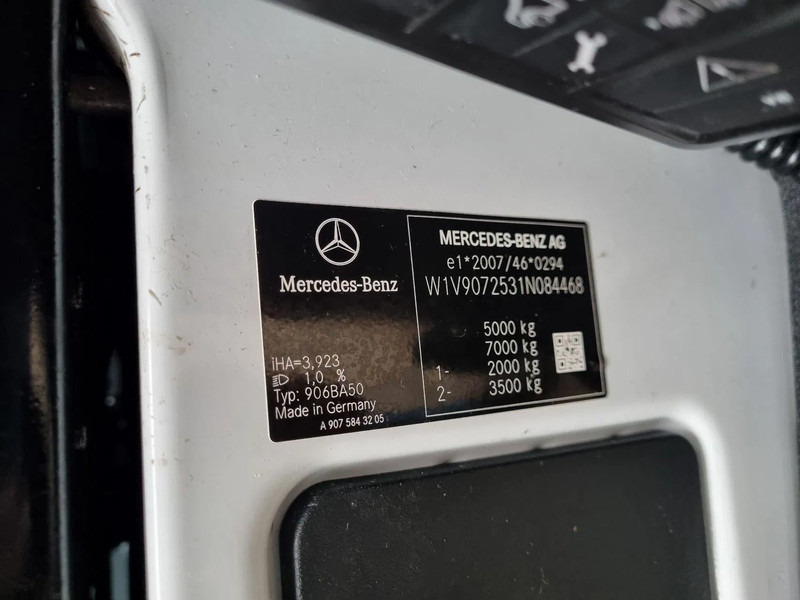 MERCEDES-BENZ AG
e1*2007/46*0294
W1V9072531N084468
5000 kg
7000 kg
1- 2000 kg
2- 3500 kg
Mercedes-Benz
iHA=3,923
1,0 %
Typ: 906BA50
Made in Germany
A 907 584 32 05